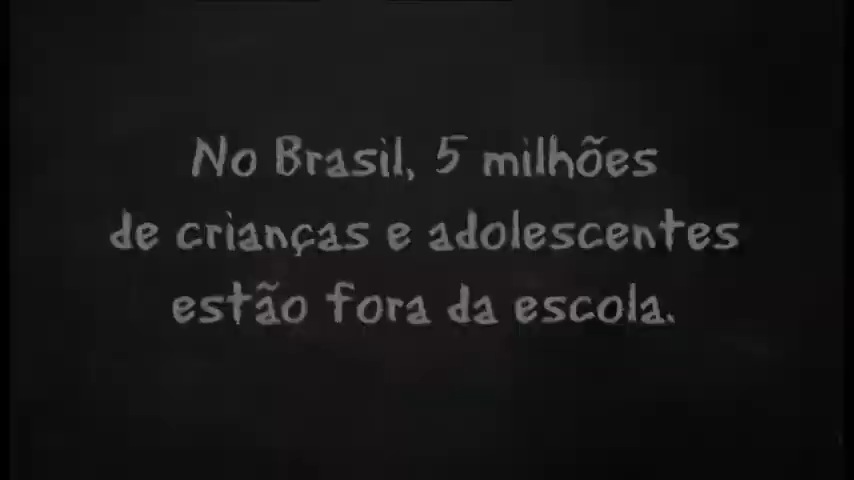 No Brasil, 5 milhões
de crianças e adolescentes
estão fora da escola.